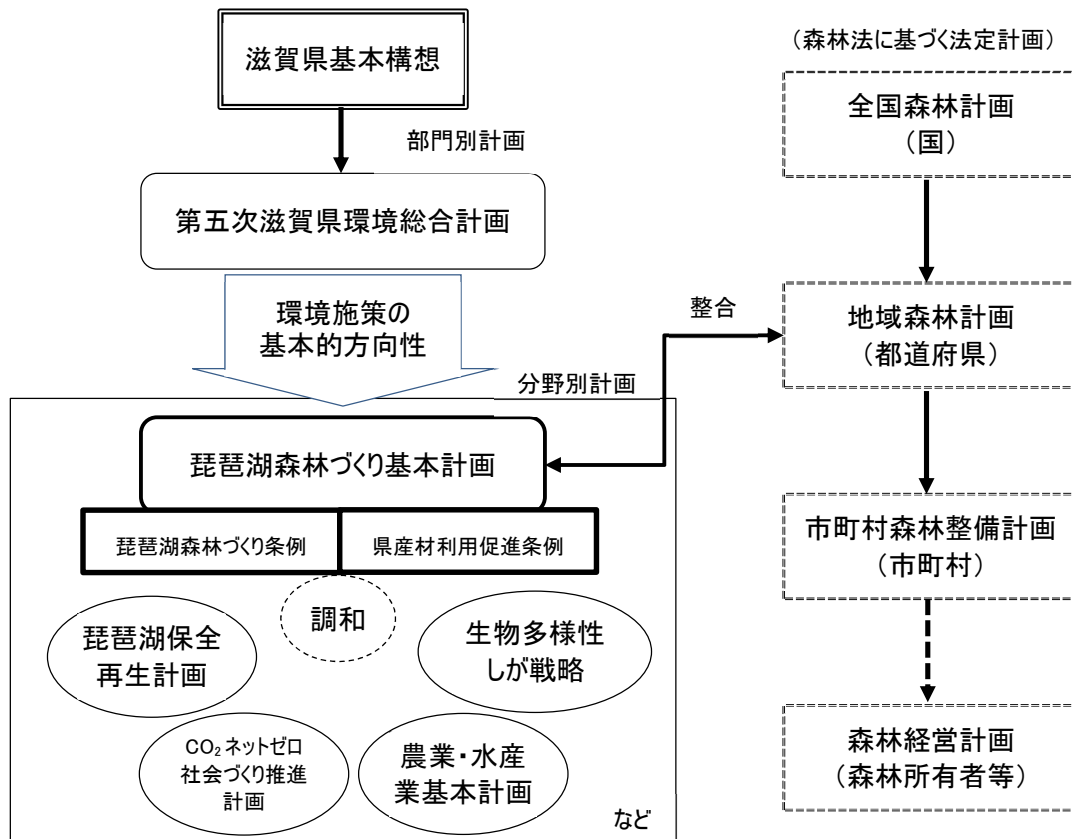 滋賀県基本構想
部門別計画
第五次滋賀県環境総合計画
環境施策の
基本的方向性
分野別計画
琵琶湖森林づくり基本計画
琵琶湖森林づくり条例
県産材利用促進条例
調和
琵琶湖保全
再生計画
生物多様性
しが戦略
CO₂ネットゼロ
社会づくり推進
計画
農業・水産
業基本計画
など
整合
（森林法に基づく法定計画）
全国森林計画
（国）
地域森林計画
（都道府県）
市町村森林整備計画
（市町村）
森林経営計画
（森林所有者等）